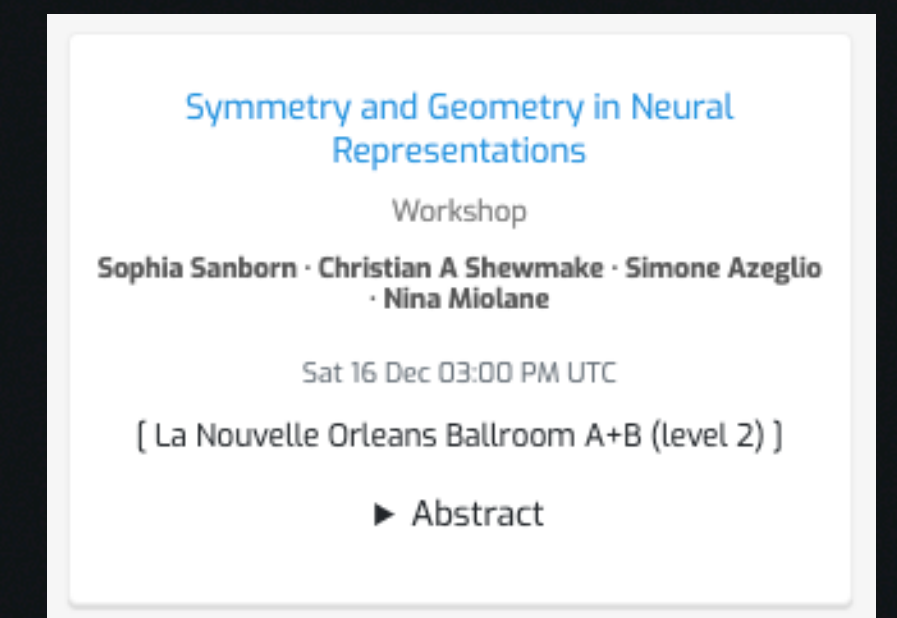 Symmetry and Geometry in Neural
Representations
Workshop
Sophia Sanborn · Christian A Shewmake · Simone Azeglio
· Nina Miolane
Sat 16 Dec 03:00 PM UTC
[ La Nouvelle Orleans Ballroom A+B (level 2) ]
▶ Abstract